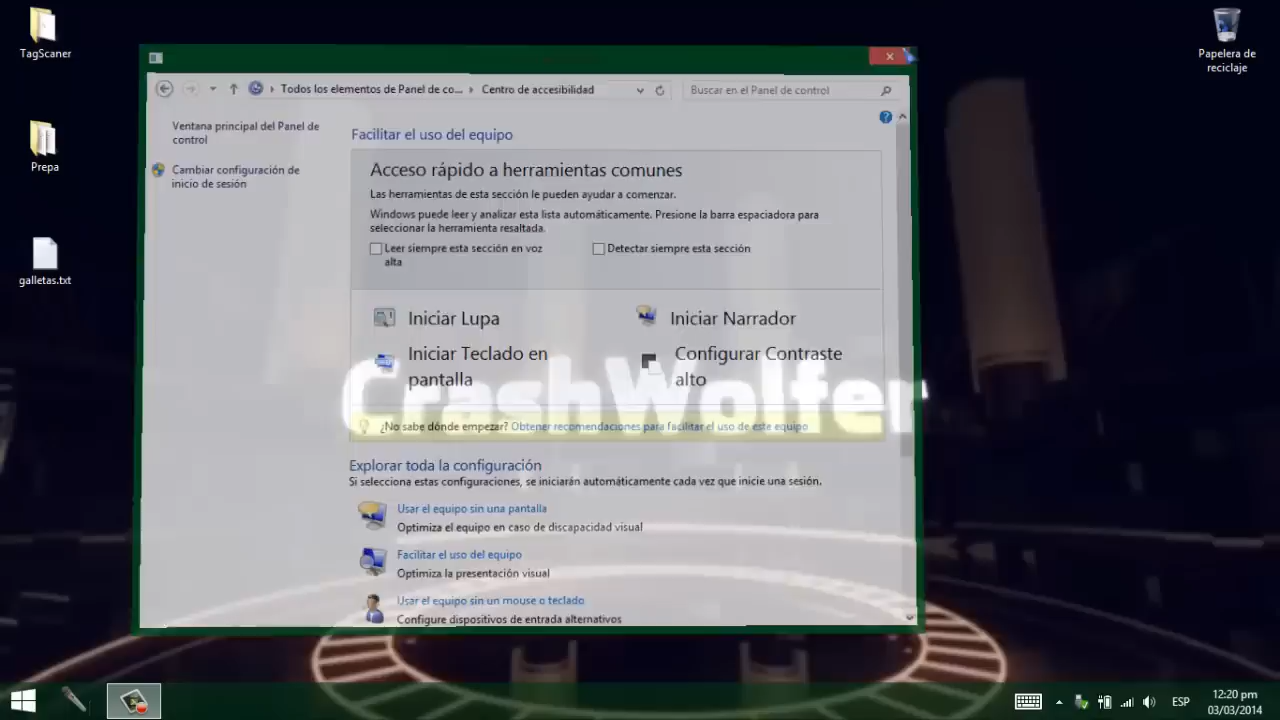 TagScaner
Papelera de
reciclaje
Prepa
galletas.txt
Todos los elementos de Panel de co...
Centro de accesibilidad
Buscar en el Panel de control
Ventana principal del Panel de
control
Cambiar configuración de
inicio de sesión
Facilitar el uso del equipo
Acceso rápido a herramientas comunes
Las herramientas de esta sección le pueden ayudar a comenzar.
Windows puede leer y analizar esta lista automáticamente. Presione la barra espaciadora para
seleccionar la herramienta resaltada.
Leer siempre esta sección en voz
alta
Detectar siempre esta sección
Iniciar Lupa
Iniciar Narrador
Iniciar Teclado en
pantalla
Configurar Contraste
alto
CrashWolfer
¿No sabe dónde empezar? Obtener recomendaciones para facilitar el uso de este equipo
Explorar toda la configuración
Si selecciona estas configuraciones, se iniciarán automáticamente cada vez que inicie una sesión.
Usar el equipo sin una pantalla
Optimiza el equipo en caso de discapacidad visual
Facilitar el uso del equipo
Optimiza la presentación visual
Usar el equipo sin un mouse o teclado
Configure dispositivos de entrada alternativos
ESP
12:20 pm
03/03/2014